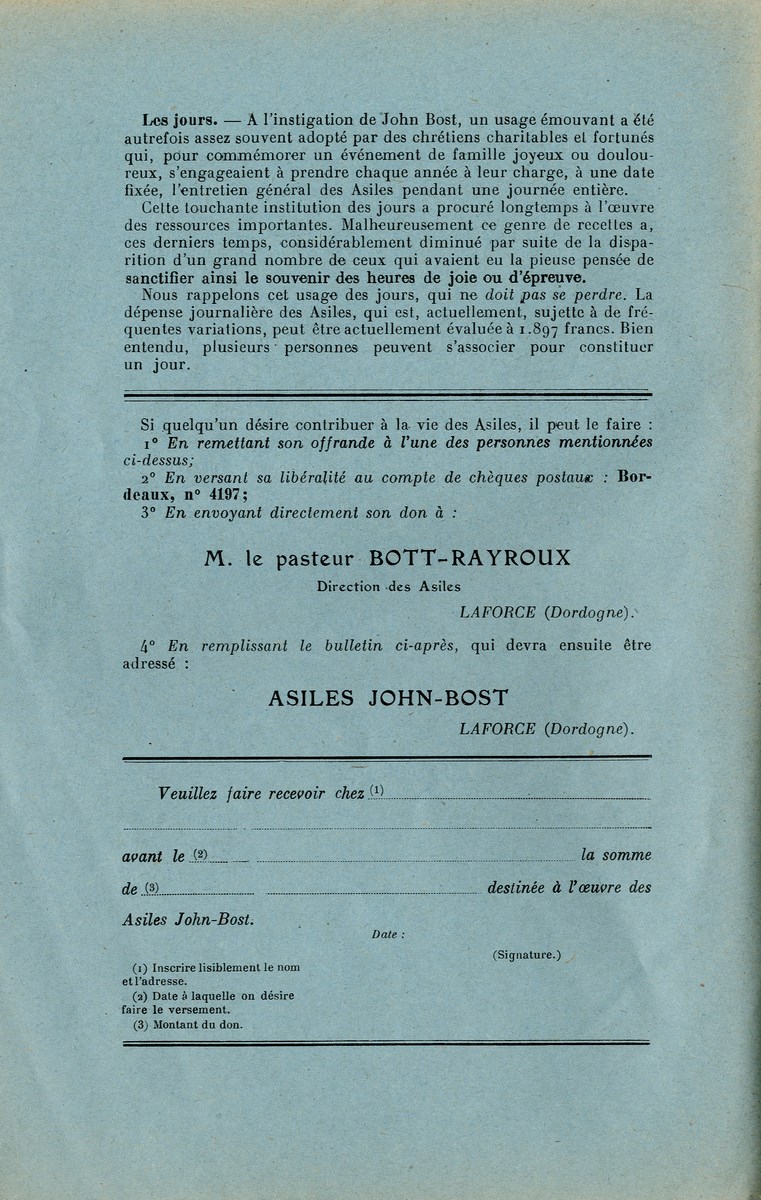 Les jours. — A l'instigation de John Bost, un usage émouvant a été
autrefois assez souvent adopté par des chrétiens charitables et fortunés
qui, pour commémorer un événement de famille joyeux ou doulou-
reux, s'engageaient à prendre chaque année à leur charge, à une date
fixée, l'entretien général des Asiles pendant une journée entière.
Cette touchante institution des jours a procuré longtemps à l'œuvre
des ressources importantes. Malheureusement ce genre de recettes a,
ces derniers temps, considérablement diminué par suite de la dispa-
rition d'un grand nombre de ceux qui avaient eu la pieuse pensée de
sanctifier ainsi le souvenir des heures de joie ou d'épreuve.
Nous rappelons cet usage des jours, qui ne doit pas se perdre. La
dépense journalière des Asiles, qui est, actuellement, sujette à de fré-
quentes variations, peut être actuellement évaluée à 1.897 francs. Bien
entendu, plusieurs personnes peuvent s'associer pour constituer
un jour.
Si quelqu'un désire contribuer à la vie des Asiles, il peut le faire :
1° En remettant son offrande à l'une des personnes mentionnées
ci-dessus;
2° En versant sa libéralité au compte de chèques postaux : Bor-
deaux, n° 4197;
3° En envoyant directement son don à :
M. le pasteur BOTT-RAYROUX
Direction des Asiles
LAFORCE (Dordogne).
4° En remplissant le bulletin ci-après, qui devra ensuite être
adressé :
ASILES JOHN-BOST
LAFORCE (Dordogne).
Veuillez faire recevoir chez (1)
avant le (2) la somme
de (3) destinée à l'œuvre des
Asiles John-Bost.
Date :
(Signature.)
(1) Inscrire lisiblement le nom
et l'adresse.
(2) Date à laquelle on désire
faire le versement.
(3) Montant du don.